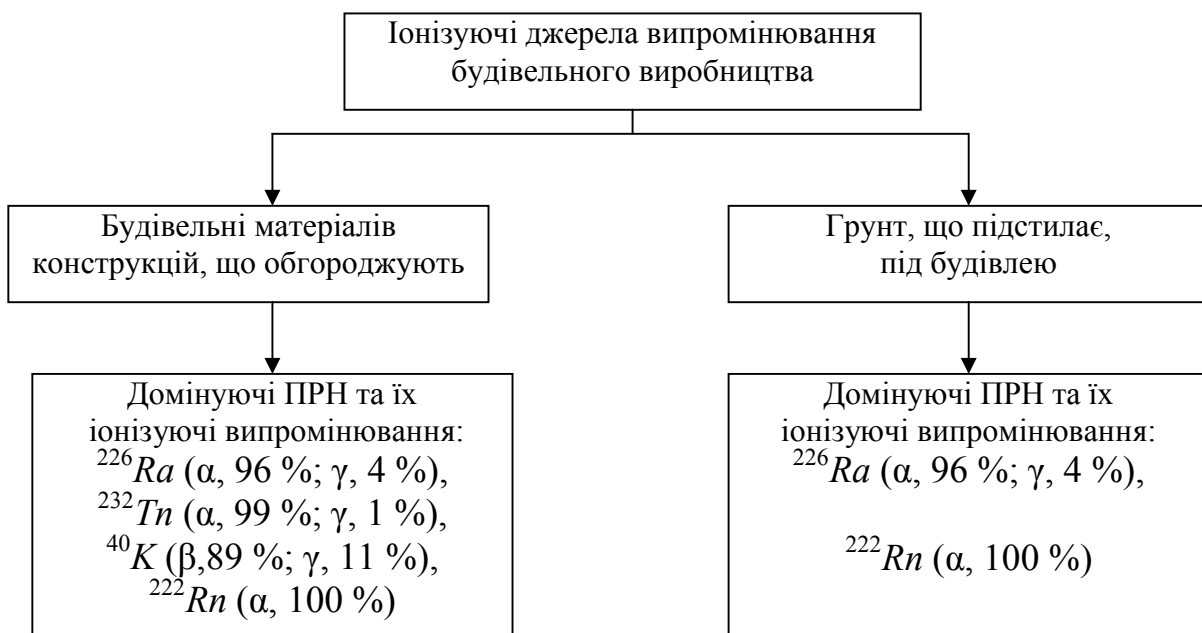 Іонізуючі джерела випромінювання
будівельного виробництва
Будівельні матеріалів
конструкцій, що обгороджують
Грунт, що підстилає,
під будівлею
Домінуючі ПРН та їх
іонізуючі випромінювання:
²²⁶Ra (α, 96 %; γ, 4 %),
²³²Tn (α, 99 %; γ, 1 %),
⁴⁰K (β,89 %; γ, 11 %),
²²²Rn (α, 100 %)
Домінуючі ПРН та їх
іонізуючі випромінювання:
²²⁶Ra (α, 96 %; γ, 4 %),
²²²Rn (α, 100 %)